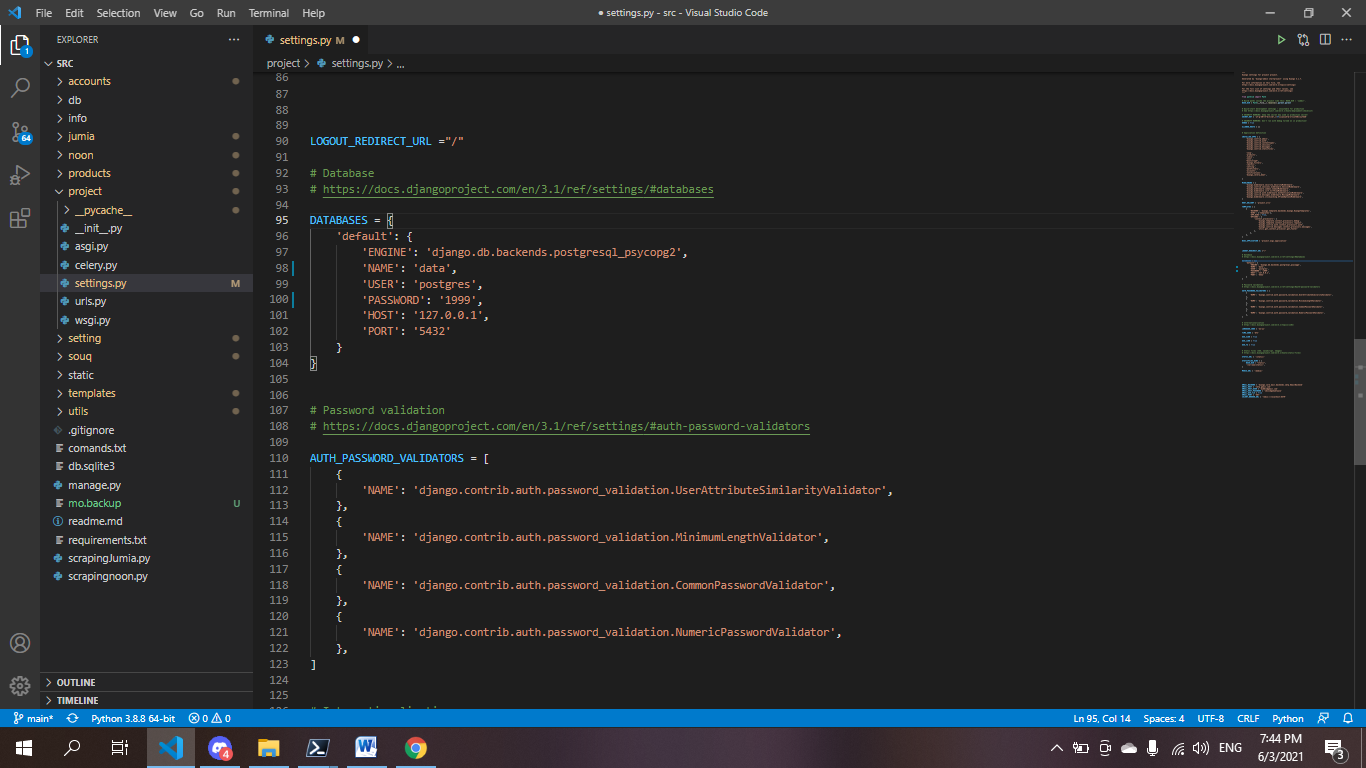 File Edit Selection View Go Run Terminal Help
● settings.py - src - Visual Studio Code
EXPLORER
SRC
accounts
db
info
jumia
noon
products
project
__pycache__
__init__.py
asgi.py
celery.py
settings.py M
urls.py
wsgi.py
setting
souq
static
templates
utils
.gitignore
comands.txt
db.sqlite3
manage.py
mo.backup U
readme.md
requirements.txt
scrapingJumia.py
scrapingnoon.py
OUTLINE
TIMELINE
1
64
settings.py M
project > settings.py > ...
86
87
88
89
90 LOGOUT_REDIRECT_URL ="/"
91
92 # Database
93 # https://docs.djangoproject.com/en/3.1/ref/settings/#databases
94
95 DATABASES = {
96 'default': {
97 'ENGINE': 'django.db.backends.postgresql_psycopg2',
98 'NAME': 'data',
99 'USER': 'postgres',
100 'PASSWORD': '1999',
101 'HOST': '127.0.0.1',
102 'PORT': '5432'
103 }
104 }
105
106
107 # Password validation
108 # https://docs.djangoproject.com/en/3.1/ref/settings/#auth-password-validators
109
110 AUTH_PASSWORD_VALIDATORS = [
111 {
112 'NAME': 'django.contrib.auth.password_validation.UserAttributeSimilarityValidator',
113 },
114 {
115 'NAME': 'django.contrib.auth.password_validation.MinimumLengthValidator',
116 },
117 {
118 'NAME': 'django.contrib.auth.password_validation.CommonPasswordValidator',
119 },
120 {
121 'NAME': 'django.contrib.auth.password_validation.NumericPasswordValidator',
122 },
123 ]
124
125
main* Python 3.8.8 64-bit 0 0
Ln 95, Col 14 Spaces: 4 UTF-8 CRLF Python
4
ENG
7:44 PM
6/3/2021
3